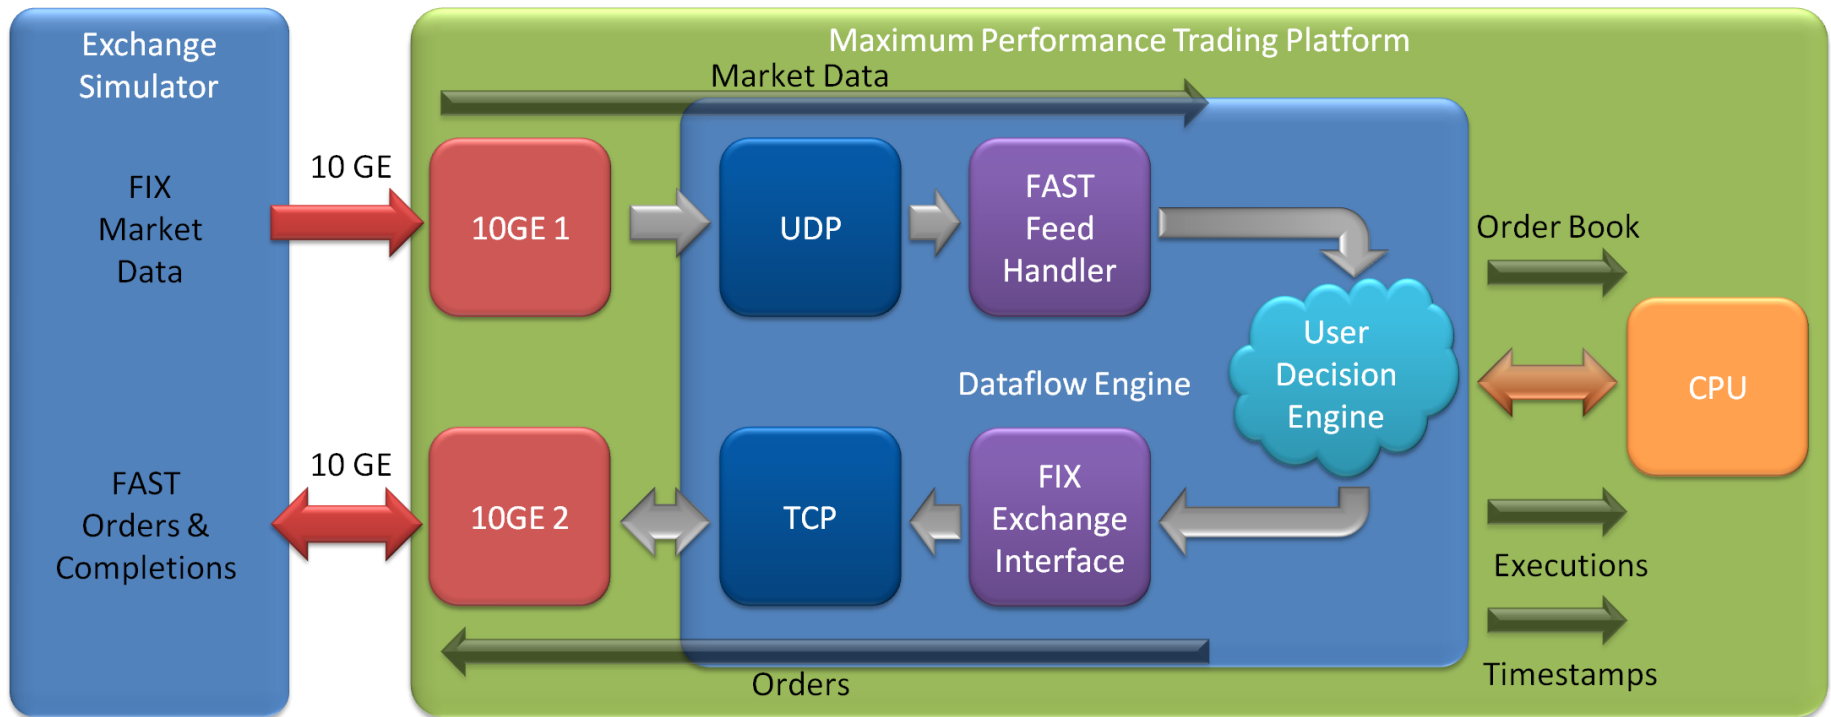 Exchange
Simulator
FIX
Market
Data
FAST
Orders &
Completions
10 GE
10 GE
Maximum Performance Trading Platform
Market Data
10GE 1
UDP
FAST
Feed
Handler
User
Decision
Engine
Dataflow Engine
10GE 2
TCP
FIX
Exchange
Interface
Orders
Order Book
CPU
Executions
Timestamps